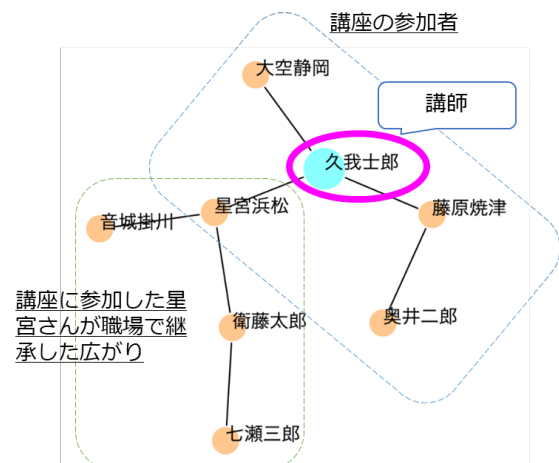 講座の参加者
大空静岡
講師
久我士郎
音城掛川
星宮浜松
藤原焼津
講座に参加した星
宮さんが職場で継
承した広がり
衛藤太郎
奥井二郎
七瀬三郎